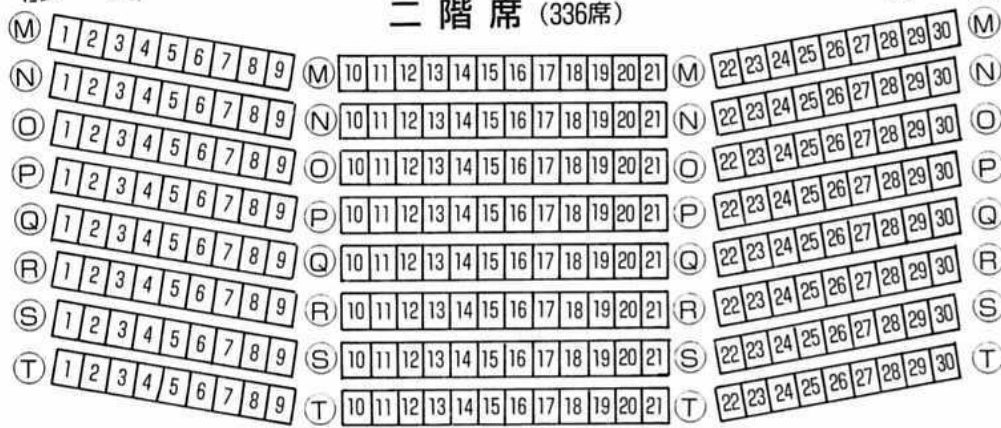 二階席 (336席)
M 1 2 3 4 5 6 7 8 9 M 10 11 12 13 14 15 16 17 18 19 20 21 M 22 23 24 25 26 27 28 29 30 M
N 1 2 3 4 5 6 7 8 9 N 10 11 12 13 14 15 16 17 18 19 20 21 N 22 23 24 25 26 27 28 29 30 N
O 1 2 3 4 5 6 7 8 9 O 10 11 12 13 14 15 16 17 18 19 20 21 O 22 23 24 25 26 27 28 29 30 O
P 1 2 3 4 5 6 7 8 9 P 10 11 12 13 14 15 16 17 18 19 20 21 P 22 23 24 25 26 27 28 29 30 P
Q 1 2 3 4 5 6 7 8 9 Q 10 11 12 13 14 15 16 17 18 19 20 21 Q 22 23 24 25 26 27 28 29 30 Q
R 1 2 3 4 5 6 7 8 9 R 10 11 12 13 14 15 16 17 18 19 20 21 R 22 23 24 25 26 27 28 29 30 R
S 1 2 3 4 5 6 7 8 9 S 10 11 12 13 14 15 16 17 18 19 20 21 S 22 23 24 25 26 27 28 29 30 S
T 1 2 3 4 5 6 7 8 9 T 10 11 12 13 14 15 16 17 18 19 20 21 T 22 23 24 25 26 27 28 29 30 T